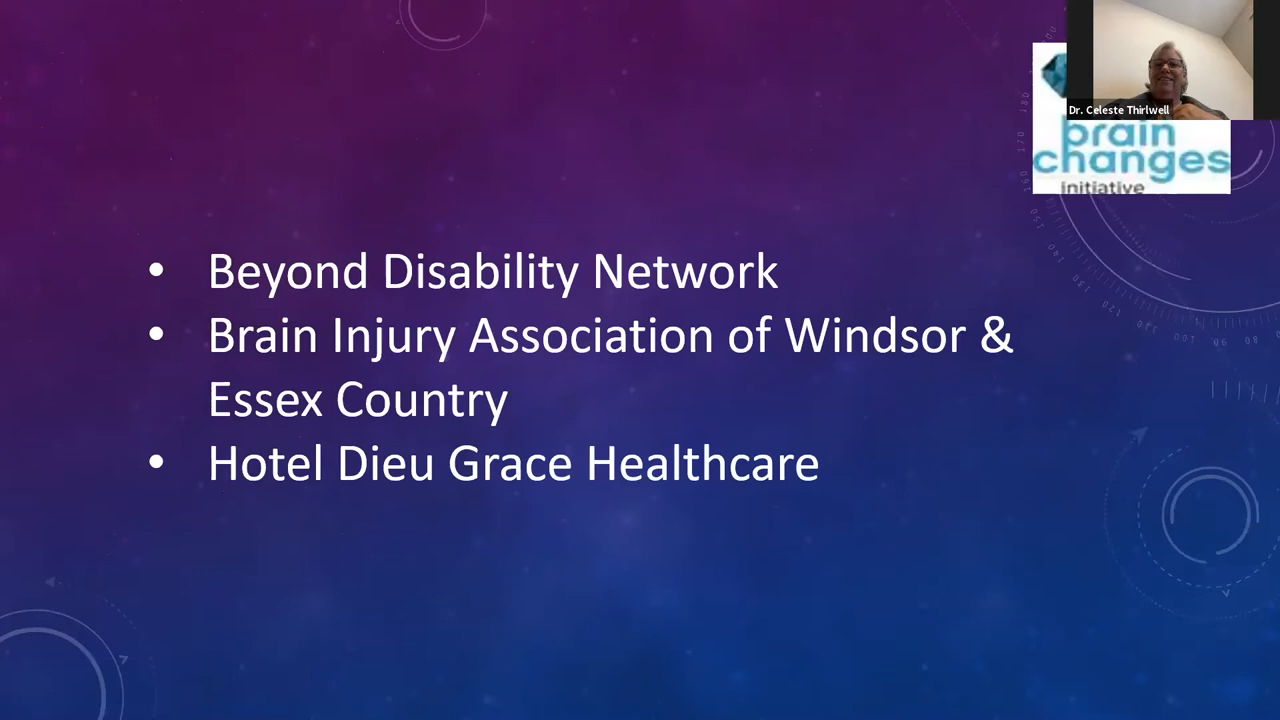 Dr. Celeste Thirlwell
brain
changes
initiative
• Beyond Disability Network
• Brain Injury Association of Windsor &
Essex Country
• Hotel Dieu Grace Healthcare